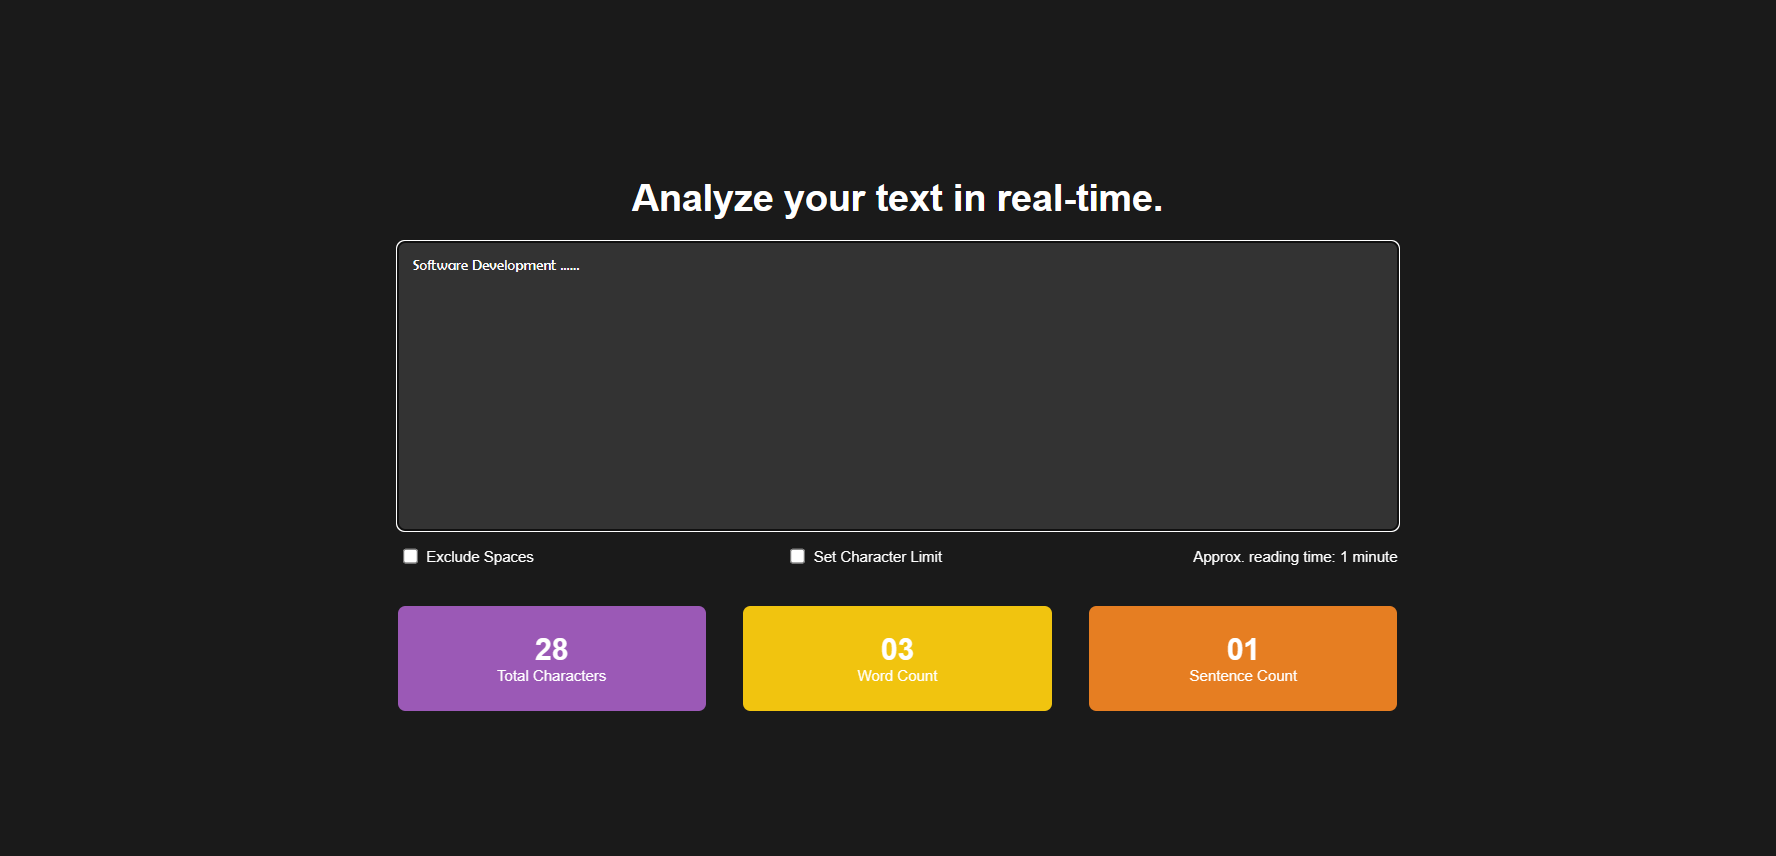 Analyze your text in real-time.
Software Development ......
Exclude Spaces
Set Character Limit
Approx. reading time: 1 minute
28
Total Characters
03
Word Count
01
Sentence Count